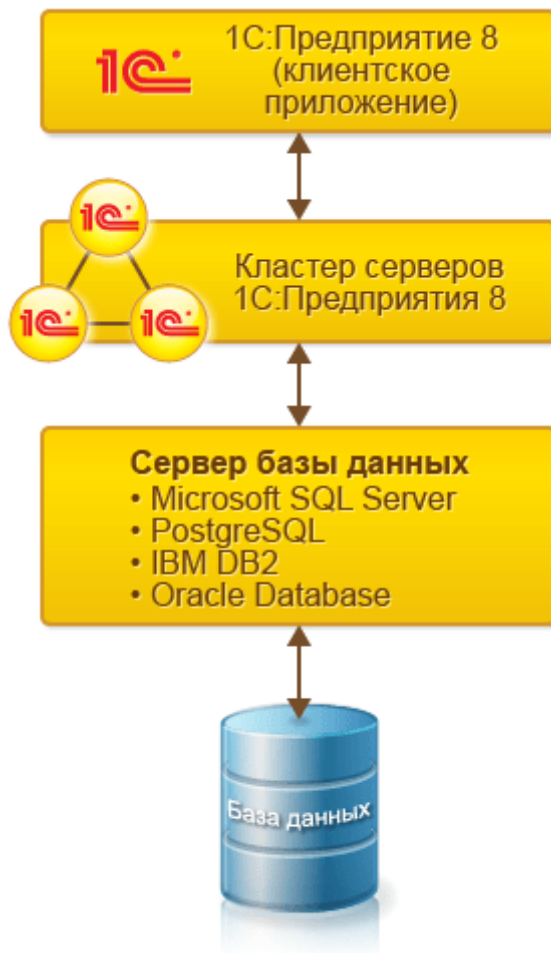 1С:Предприятие 8
(клиентское
приложение)
1С
1С
Кластер серверов
1С:Предприятия 8
1С
1С
Сервер базы данных
• Microsoft SQL Server
• PostgreSQL
• IBM DB2
• Oracle Database
База данных